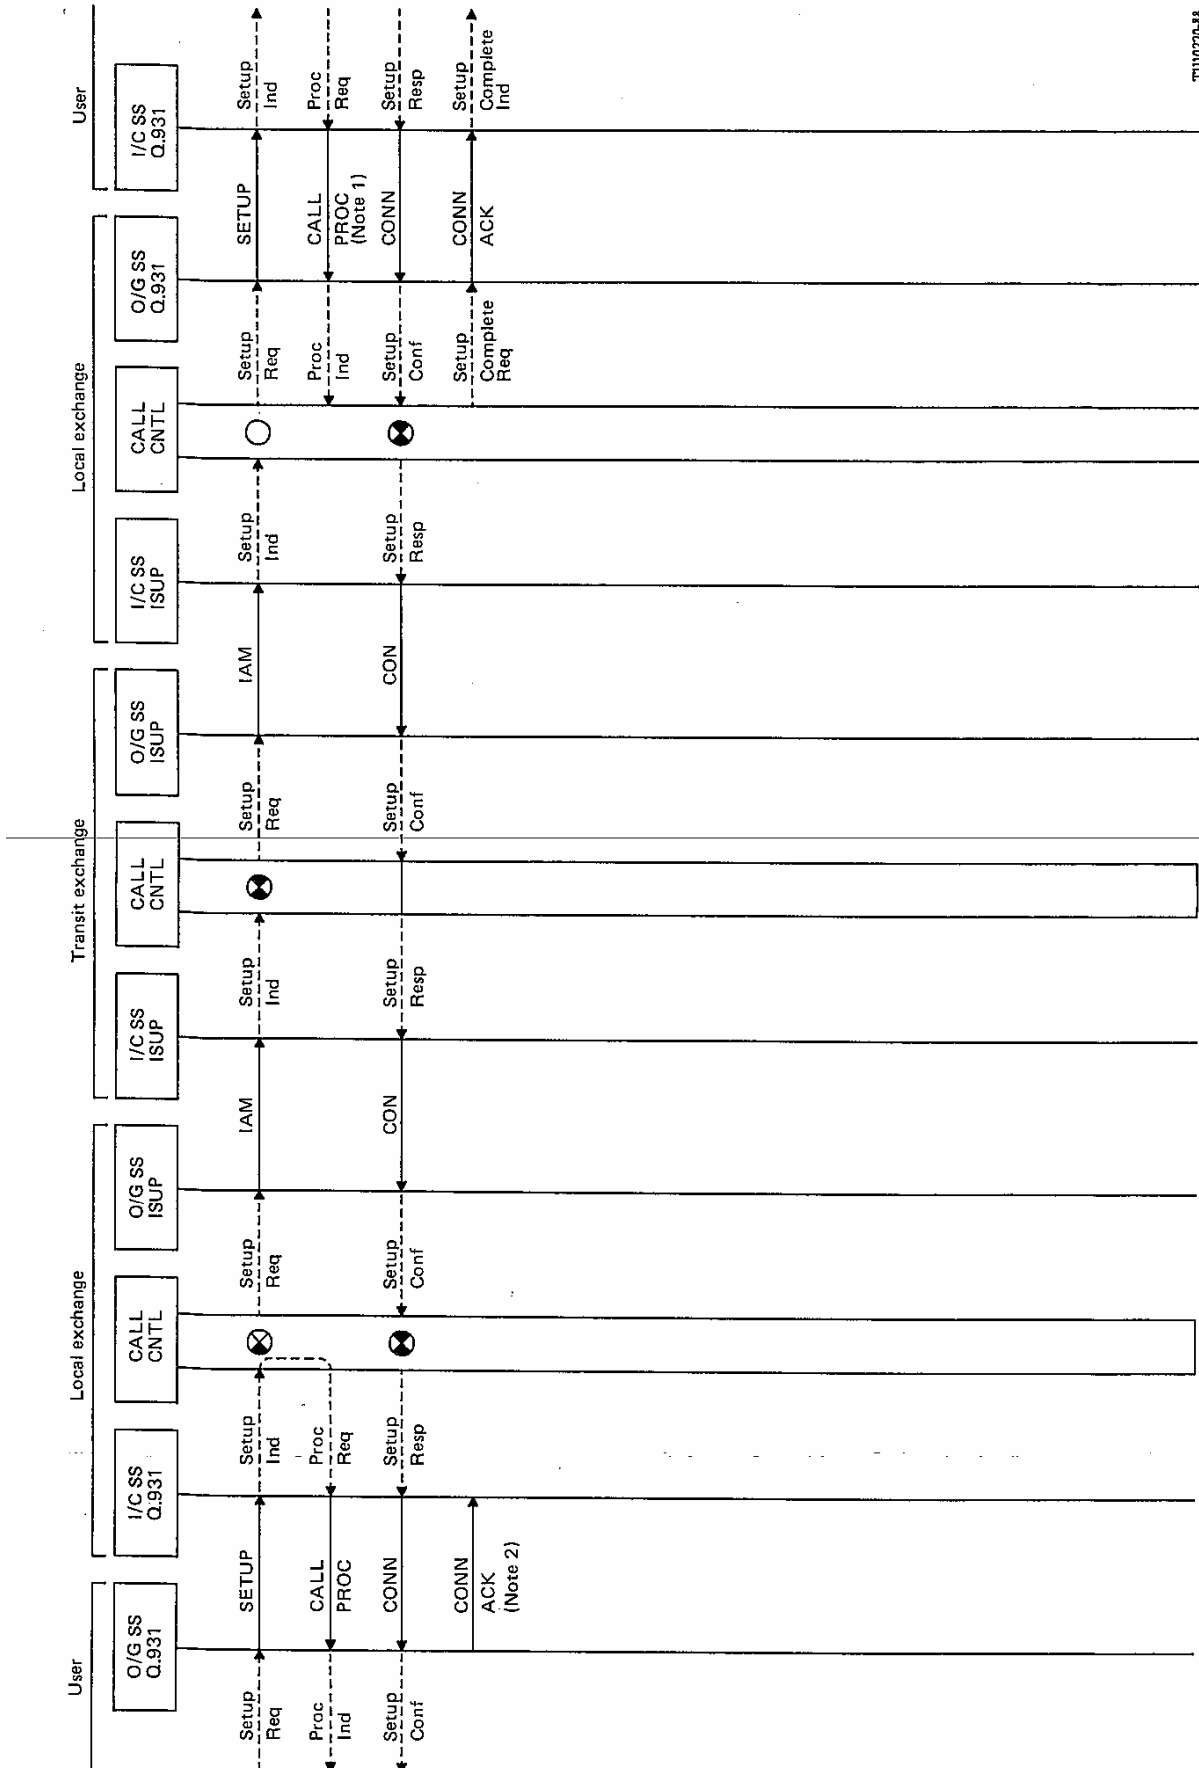 User
Local exchange
Transit exchange
Local exchange
User
O/G SS
Q.931
I/C SS
Q.931
CALL
CNTL
O/G SS
ISUP
I/C SS
ISUP
CALL
CNTL
O/G SS
ISUP
I/C SS
ISUP
CALL
CNTL
O/G SS
Q.931
I/C SS
Q.931
Setup
Req
SETUP
Setup
Ind
Setup
Req
IAM
Setup
Ind
Setup
Req
IAM
Setup
Ind
Setup
Req
SETUP
Setup
Ind
Proc
Ind
CALL
PROC
Proc
Req
Proc
Ind
CALL
PROC
(Note 1)
Proc
Req
Setup
Conf
CONN
Setup
Resp
Setup
Conf
CON
Setup
Resp
Setup
Conf
CON
Setup
Resp
Setup
Conf
CONN
Setup
Resp
CONN
ACK
(Note 2)
Setup
Complete
Req
CONN
ACK
Setup
Complete
Ind